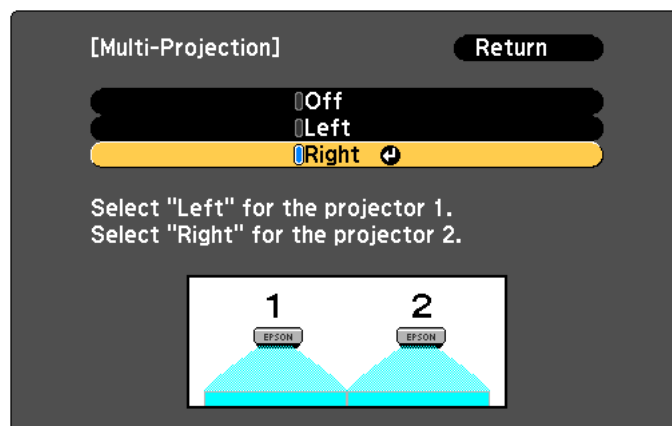 [Multi-Projection] Return
Off
Left
Right
Select "Left" for the projector 1.
Select "Right" for the projector 2.
1 2
EPSON EPSON